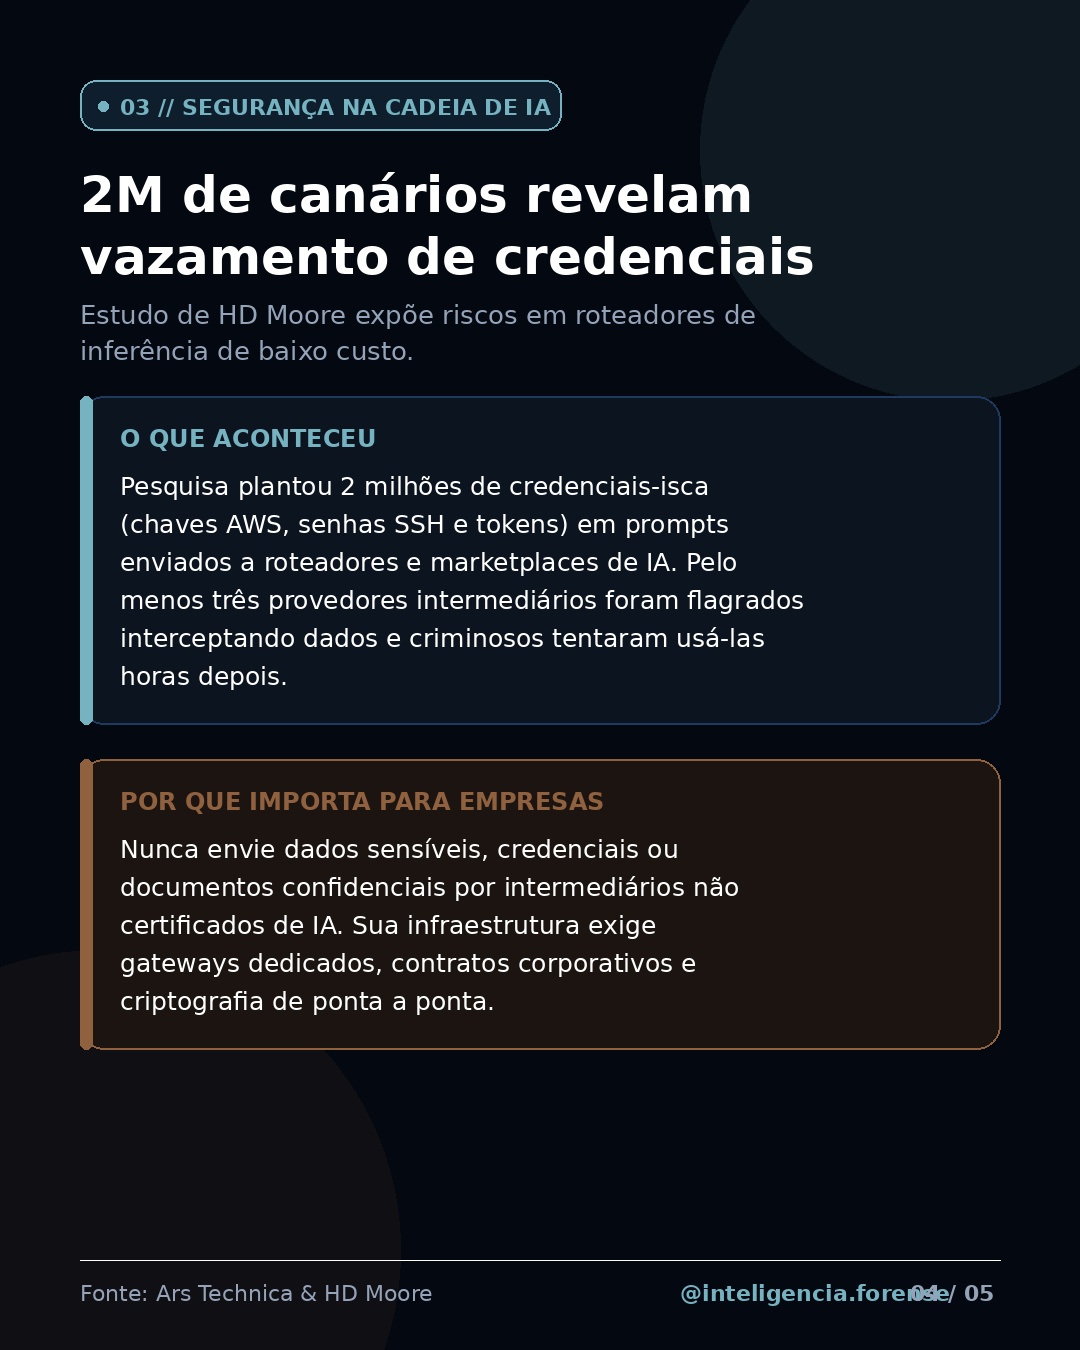 03 // SEGURANÇA NA CADEIA DE IA
2M de canários revelam
vazamento de credenciais
Estudo de HD Moore expõe riscos em roteadores de
inferência de baixo custo.
O QUE ACONTECEU
Pesquisa plantou 2 milhões de credenciais-isca
(chaves AWS, senhas SSH e tokens) em prompts
enviados a roteadores e marketplaces de IA. Pelo
menos três provedores intermediários foram flagrados
interceptando dados e criminosos tentaram usá-las
horas depois.
POR QUE IMPORTA PARA EMPRESAS
Nunca envie dados sensíveis, credenciais ou
documentos confidenciais por intermediários não
certificados de IA. Sua infraestrutura exige
gateways dedicados, contratos corporativos e
criptografia de ponta a ponta.
Fonte: Ars Technica & HD Moore
@inteligencia.forense
04 / 05